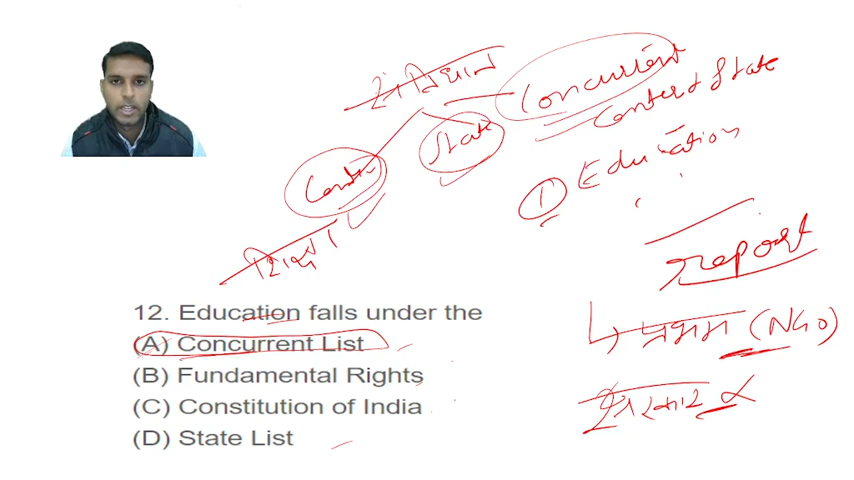 संविधान
Concurrent
Center & State
State
Center
① Education
शिक्षा
report
↳ प्रथम (NGO)
सरकार ×
12. Education falls under the
(A) Concurrent List
(B) Fundamental Rights
(C) Constitution of India
(D) State List